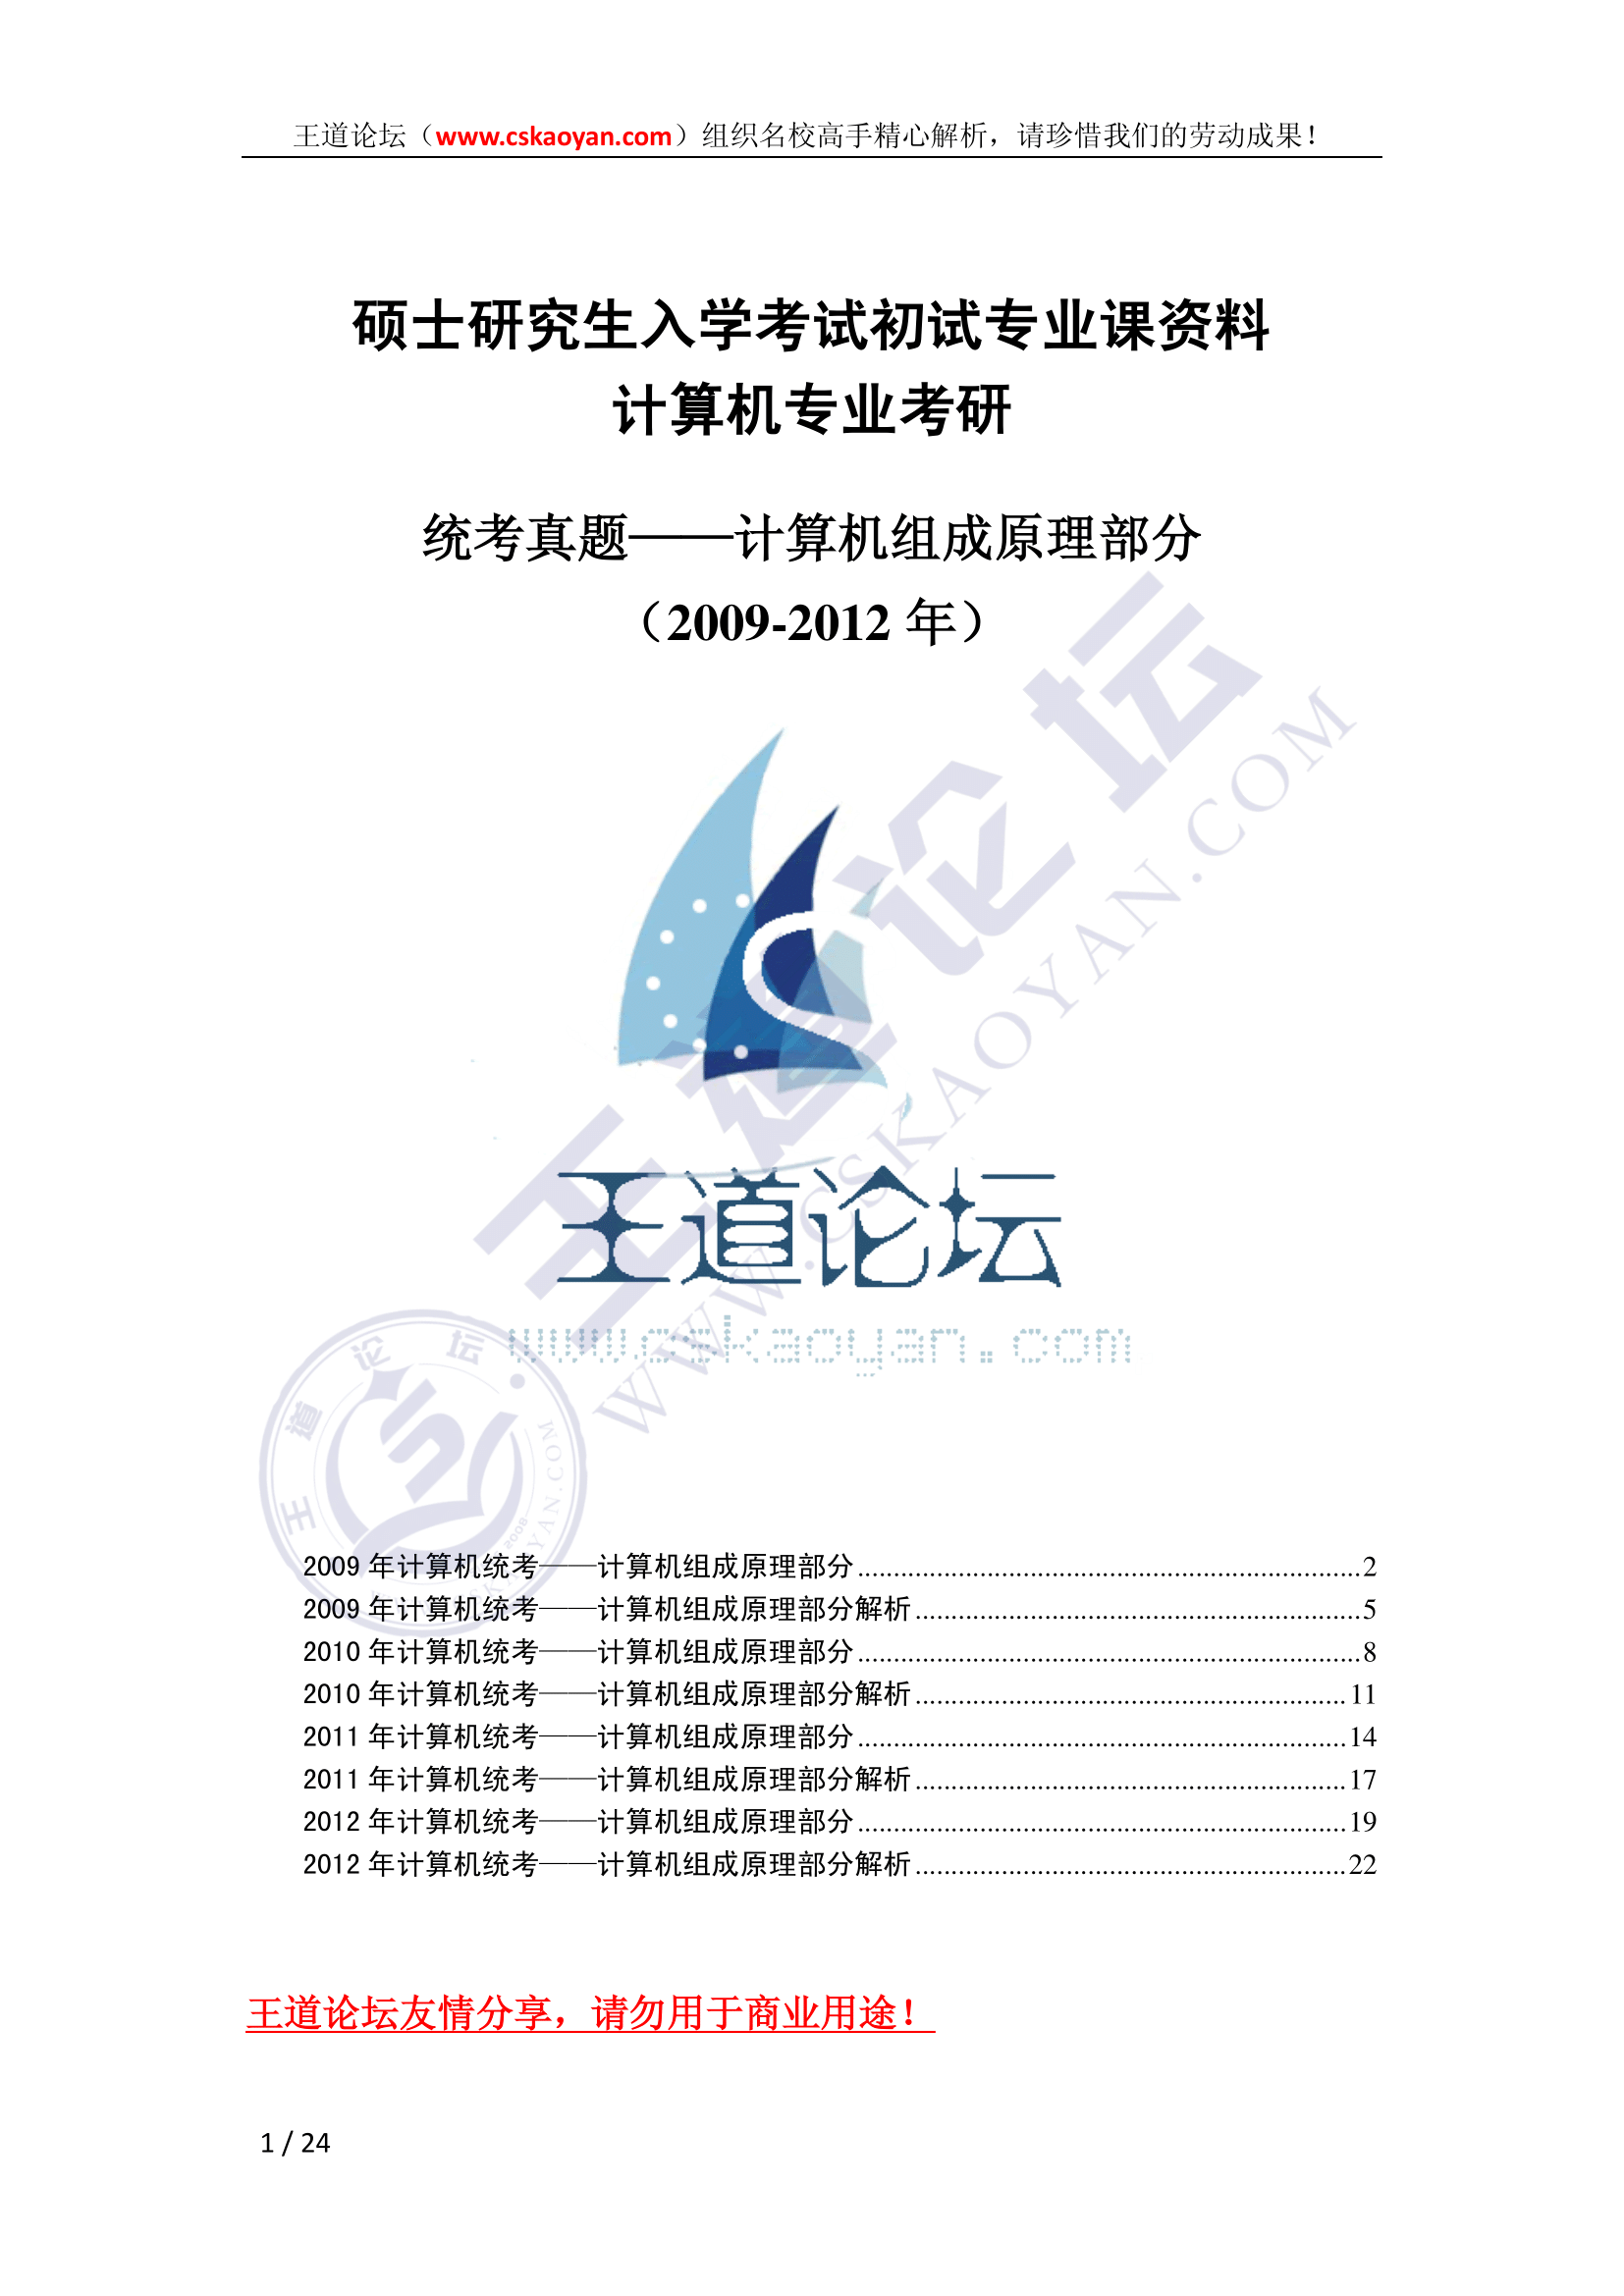 王道论坛（www.cskaoyan.com）组织名校高手精心解析，请珍惜我们的劳动成果！
硕士研究生入学考试初试专业课资料
计算机专业考研
统考真题——计算机组成原理部分
（2009-2012 年）
王道论坛
WWW.CSKAOYAN.COM
王道论坛
www.cskaoyan.com
王道论坛
2008
2009 年计算机统考——计算机组成原理部分........2
2009 年计算机统考——计算机组成原理部分解析........5
2010 年计算机统考——计算机组成原理部分........8
2010 年计算机统考——计算机组成原理部分解析........11
2011 年计算机统考——计算机组成原理部分........14
2011 年计算机统考——计算机组成原理部分解析........17
2012 年计算机统考——计算机组成原理部分........19
2012 年计算机统考——计算机组成原理部分解析........22
王道论坛友情分享，请勿用于商业用途！
1 / 24